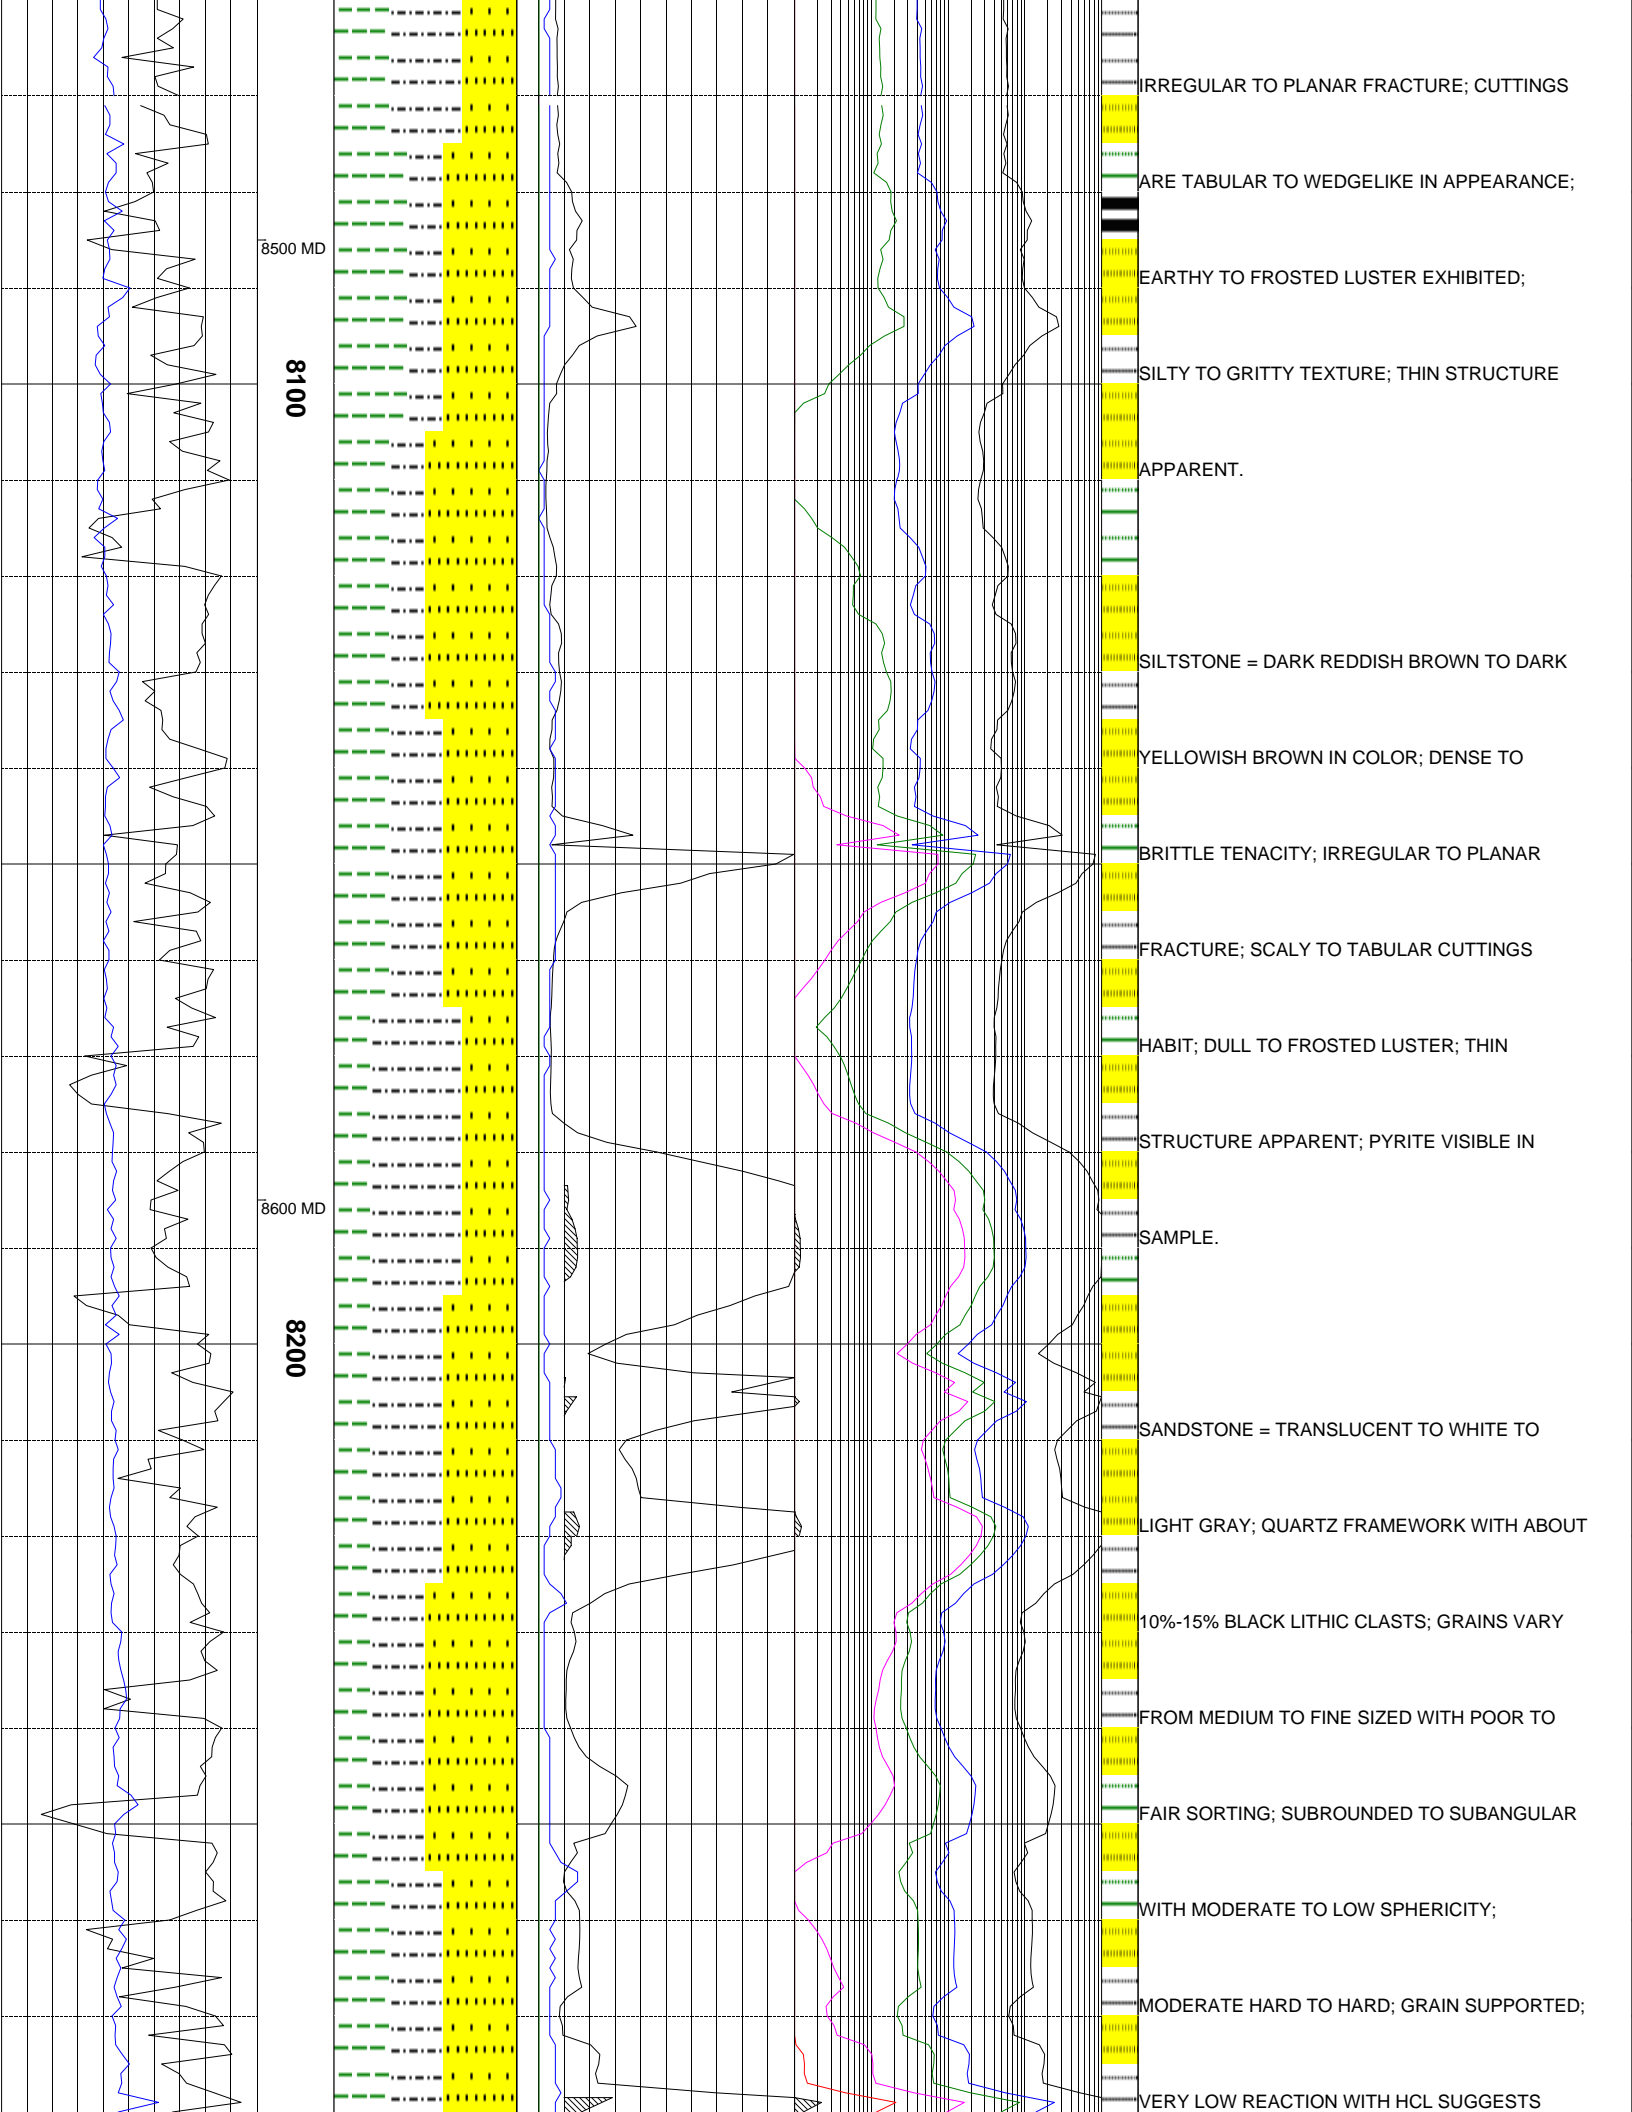 IRREGULAR TO PLANAR FRACTURE; CUTTINGS
ARE TABULAR TO WEDGELIKE IN APPEARANCE;
8500 MD
EARTHY TO FROSTED LUSTER EXHIBITED;
8100
SILTY TO GRITTY TEXTURE; THIN STRUCTURE
APPARENT.
SILTSTONE = DARK REDDISH BROWN TO DARK
YELLOWISH BROWN IN COLOR; DENSE TO
BRITTLE TENACITY; IRREGULAR TO PLANAR
FRACTURE; SCALY TO TABULAR CUTTINGS
HABIT; DULL TO FROSTED LUSTER; THIN
STRUCTURE APPARENT; PYRITE VISIBLE IN
8600 MD
SAMPLE.
8200
SANDSTONE = TRANSLUCENT TO WHITE TO
LIGHT GRAY; QUARTZ FRAMEWORK WITH ABOUT
10%-15% BLACK LITHIC CLASTS; GRAINS VARY
FROM MEDIUM TO FINE SIZED WITH POOR TO
FAIR SORTING; SUBROUNDED TO SUBANGULAR
WITH MODERATE TO LOW SPHERICITY;
MODERATE HARD TO HARD; GRAIN SUPPORTED;
VERY LOW REACTION WITH HCL SUGGESTS